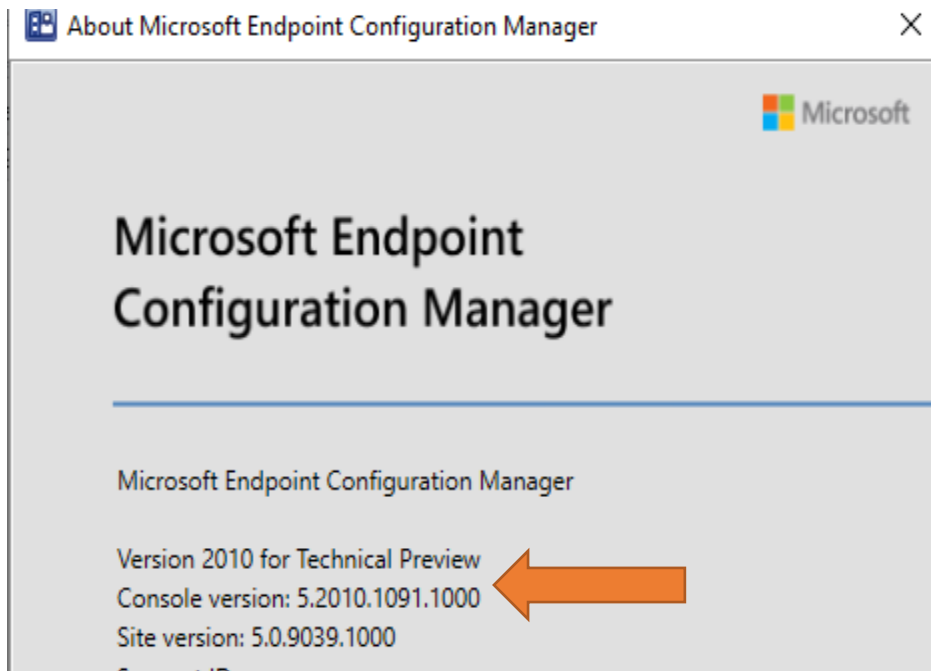 About Microsoft Endpoint Configuration Manager
Microsoft
Microsoft Endpoint
Configuration Manager
Microsoft Endpoint Configuration Manager
Version 2010 for Technical Preview
Console version: 5.2010.1091.1000
Site version: 5.0.9039.1000